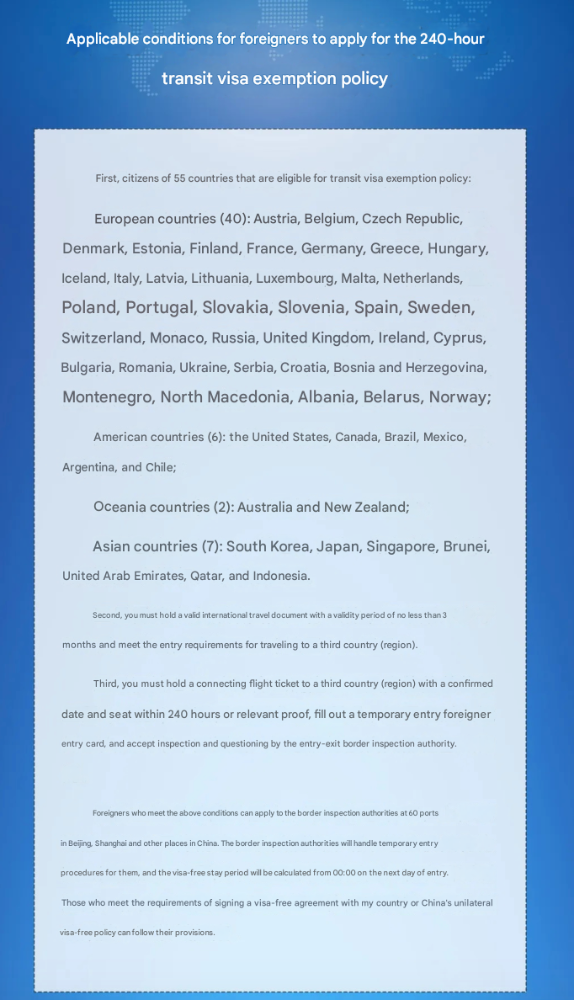 Applicable conditions for foreigners to apply for the 240-hour
transit visa exemption policy
First, citizens of 55 countries that are eligible for transit visa exemption policy:
European countries (40): Austria, Belgium, Czech Republic,
Denmark, Estonia, Finland, France, Germany, Greece, Hungary,
Iceland, Italy, Latvia, Lithuania, Luxembourg, Malta, Netherlands,
Poland, Portugal, Slovakia, Slovenia, Spain, Sweden,
Switzerland, Monaco, Russia, United Kingdom, Ireland, Cyprus,
Bulgaria, Romania, Ukraine, Serbia, Croatia, Bosnia and Herzegovina,
Montenegro, North Macedonia, Albania, Belarus, Norway;
American countries (6): the United States, Canada, Brazil, Mexico,
Argentina, and Chile;
Oceania countries (2): Australia and New Zealand;
Asian countries (7): South Korea, Japan, Singapore, Brunei,
United Arab Emirates, Qatar, and Indonesia.
Second, you must hold a valid international travel document with a validity period of no less than 3
months and meet the entry requirements for traveling to a third country (region).
Third, you must hold a connecting flight ticket to a third country (region) with a confirmed
date and seat within 240 hours or relevant proof, fill out a temporary entry foreigner
entry card, and accept inspection and questioning by the entry-exit border inspection authority.
Foreigners who meet the above conditions can apply to the border inspection authorities at 60 ports
in Beijing, Shanghai and other places in China. The border inspection authorities will handle temporary entry
procedures for them, and the visa-free stay period will be calculated from 00:00 on the next day of entry.
Those who meet the requirements of signing a visa-free agreement with my country or China's unilateral
visa-free policy can follow their provisions.